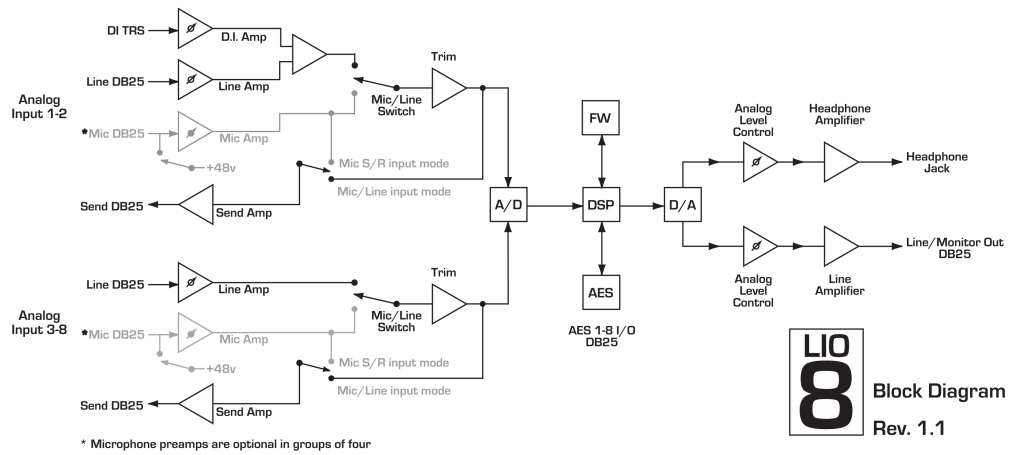 DI TRS
D.I. Amp
Line DB25
Line Amp
Analog
Input 1-2
*Mic DB25
Mic Amp
+48v
Send DB25
Send Amp
Mic/Line
Switch
Trim
Mic S/R input mode
Mic/Line input mode
Line DB25
Line Amp
Analog
Input 3-8
*Mic DB25
Mic Amp
+48v
Send DB25
Send Amp
Mic/Line
Switch
Trim
Mic S/R input mode
Mic/Line input mode
A/D
FW
DSP
AES
AES 1-8 I/O
DB25
D/A
Analog
Level
Control
Headphone
Amplifier
Headphone
Jack
Analog
Level
Control
Line
Amplifier
Line/Monitor Out
DB25
LIO
8
Block Diagram
Rev. 1.1
* Microphone preamps are optional in groups of four